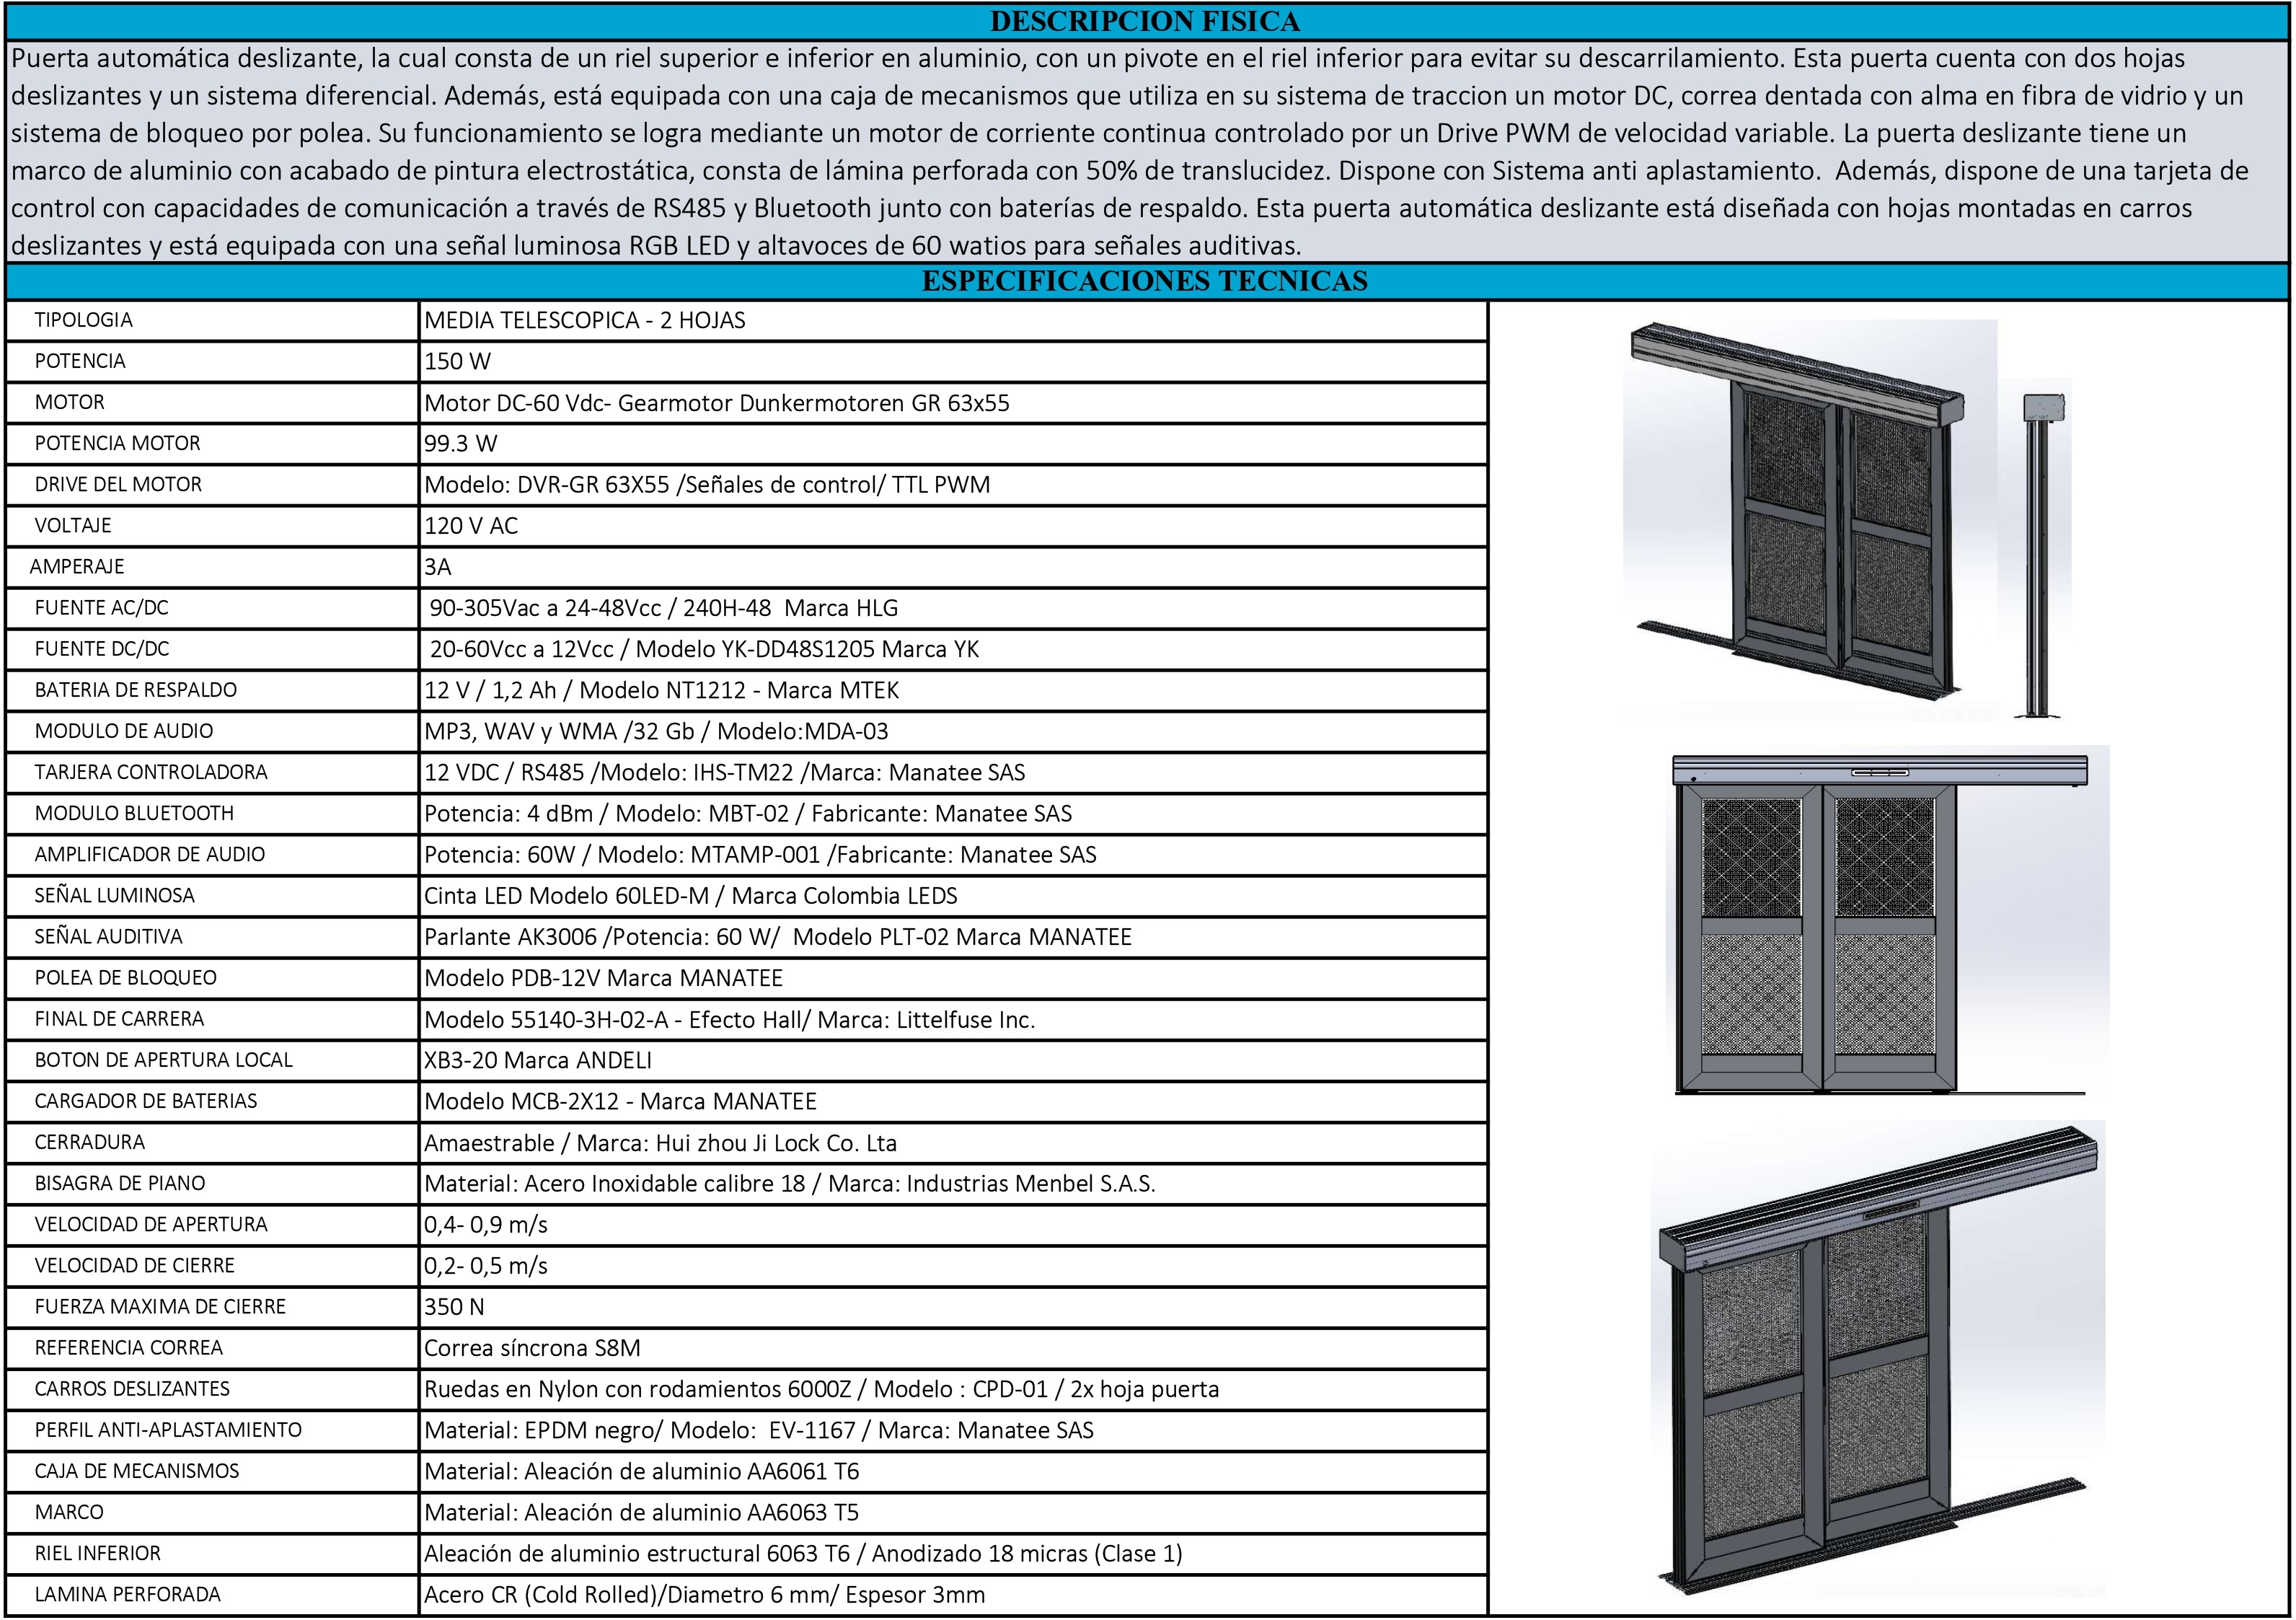 DESCRIPCION FISICA
Puerta automática deslizante, la cual consta de un riel superior e inferior en aluminio, con un pivote en el riel inferior para evitar su descarrilamiento. Esta puerta cuenta con dos hojas
deslizantes y un sistema diferencial. Además, está equipada con una caja de mecanismos que utiliza en su sistema de traccion un motor DC, correa dentada con alma en fibra de vidrio y un
sistema de bloqueo por polea. Su funcionamiento se logra mediante un motor de corriente continua controlado por un Drive PWM de velocidad variable. La puerta deslizante tiene un
marco de aluminio con acabado de pintura electrostática, consta de lámina perforada con 50% de translucidez. Dispone con Sistema anti aplastamiento. Además, dispone de una tarjeta de
control con capacidades de comunicación a través de RS485 y Bluetooth junto con baterías de respaldo. Esta puerta automática deslizante está diseñada con hojas montadas en carros
deslizantes y está equipada con una señal luminosa RGB LED y altavoces de 60 watios para señales auditivas.
ESPECIFICACIONES TECNICAS
TIPOLOGIA MEDIA TELESCOPICA - 2 HOJAS
POTENCIA 150 W
MOTOR Motor DC-60 Vdc- Gearmotor Dunkermotoren GR 63x55
POTENCIA MOTOR 99.3 W
DRIVE DEL MOTOR Modelo: DVR-GR 63X55 /Señales de control/ TTL PWM
VOLTAJE 120 V AC
AMPERAJE 3A
FUENTE AC/DC 90-305Vac a 24-48Vcc / 240H-48 Marca HLG
FUENTE DC/DC 20-60Vcc a 12Vcc / Modelo YK-DD48S1205 Marca YK
BATERIA DE RESPALDO 12 V / 1,2 Ah / Modelo NT1212 - Marca MTEK
MODULO DE AUDIO MP3, WAV y WMA /32 Gb / Modelo:MDA-03
TARJERA CONTROLADORA 12 VDC / RS485 /Modelo: IHS-TM22 /Marca: Manatee SAS
MODULO BLUETOOTH Potencia: 4 dBm / Modelo: MBT-02 / Fabricante: Manatee SAS
AMPLIFICADOR DE AUDIO Potencia: 60W / Modelo: MTAMP-001 /Fabricante: Manatee SAS
SEÑAL LUMINOSA Cinta LED Modelo 60LED-M / Marca Colombia LEDS
SEÑAL AUDITIVA Parlante AK3006 /Potencia: 60 W/ Modelo PLT-02 Marca MANATEE
POLEA DE BLOQUEO Modelo PDB-12V Marca MANATEE
FINAL DE CARRERA Modelo 55140-3H-02-A - Efecto Hall/ Marca: Littelfuse Inc.
BOTON DE APERTURA LOCAL XB3-20 Marca ANDELI
CARGADOR DE BATERIAS Modelo MCB-2X12 - Marca MANATEE
CERRADURA Amaestrable / Marca: Hui zhou Ji Lock Co. Lta
BISAGRA DE PIANO Material: Acero Inoxidable calibre 18 / Marca: Industrias Menbel S.A.S.
VELOCIDAD DE APERTURA 0,4- 0,9 m/s
VELOCIDAD DE CIERRE 0,2- 0,5 m/s
FUERZA MAXIMA DE CIERRE 350 N
REFERENCIA CORREA Correa síncrona S8M
CARROS DESLIZANTES Ruedas en Nylon con rodamientos 6000Z / Modelo : CPD-01 / 2x hoja puerta
PERFIL ANTI-APLASTAMIENTO Material: EPDM negro/ Modelo: EV-1167 / Marca: Manatee SAS
CAJA DE MECANISMOS Material: Aleación de aluminio AA6061 T6
MARCO Material: Aleación de aluminio AA6063 T5
RIEL INFERIOR Aleación de aluminio estructural 6063 T6 / Anodizado 18 micras (Clase 1)
LAMINA PERFORADA Acero CR (Cold Rolled)/Diametro 6 mm/ Espesor 3mm